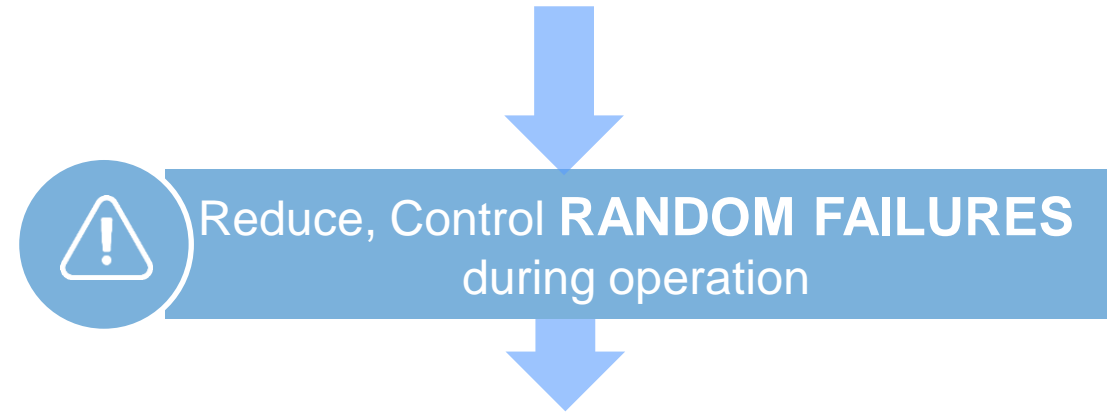 Reduce, Control RANDOM FAILURES
during operation